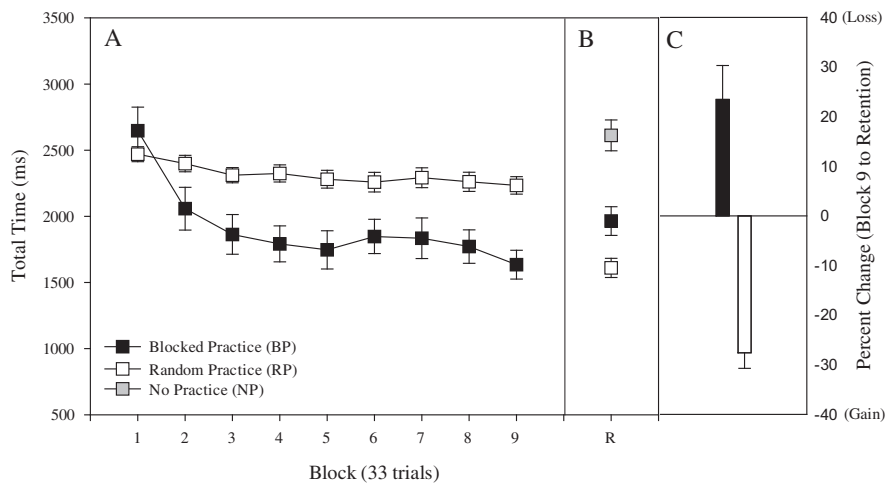 A
B
C
3500
3000
2500
2000
1500
1000
500
Total Time (ms)
Blocked Practice (BP)
Random Practice (RP)
No Practice (NP)
1 2 3 4 5 6 7 8 9
R
Block (33 trials)
40 (Loss)
30
20
10
0
-10
-20
-30
-40 (Gain)
Percent Change (Block 9 to Retention)